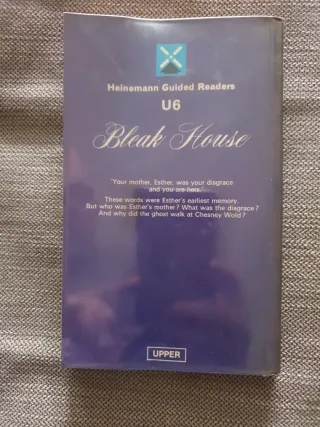 Heinemann Guided Readers
U6
Bleak House
'Your mother, Esther, was your disgrace
and you are hers.'
These words were Esther's earliest memory.
But who was Esther's mother? What was the disgrace?
And why did the ghost walk at Chesney Wold?
UPPER